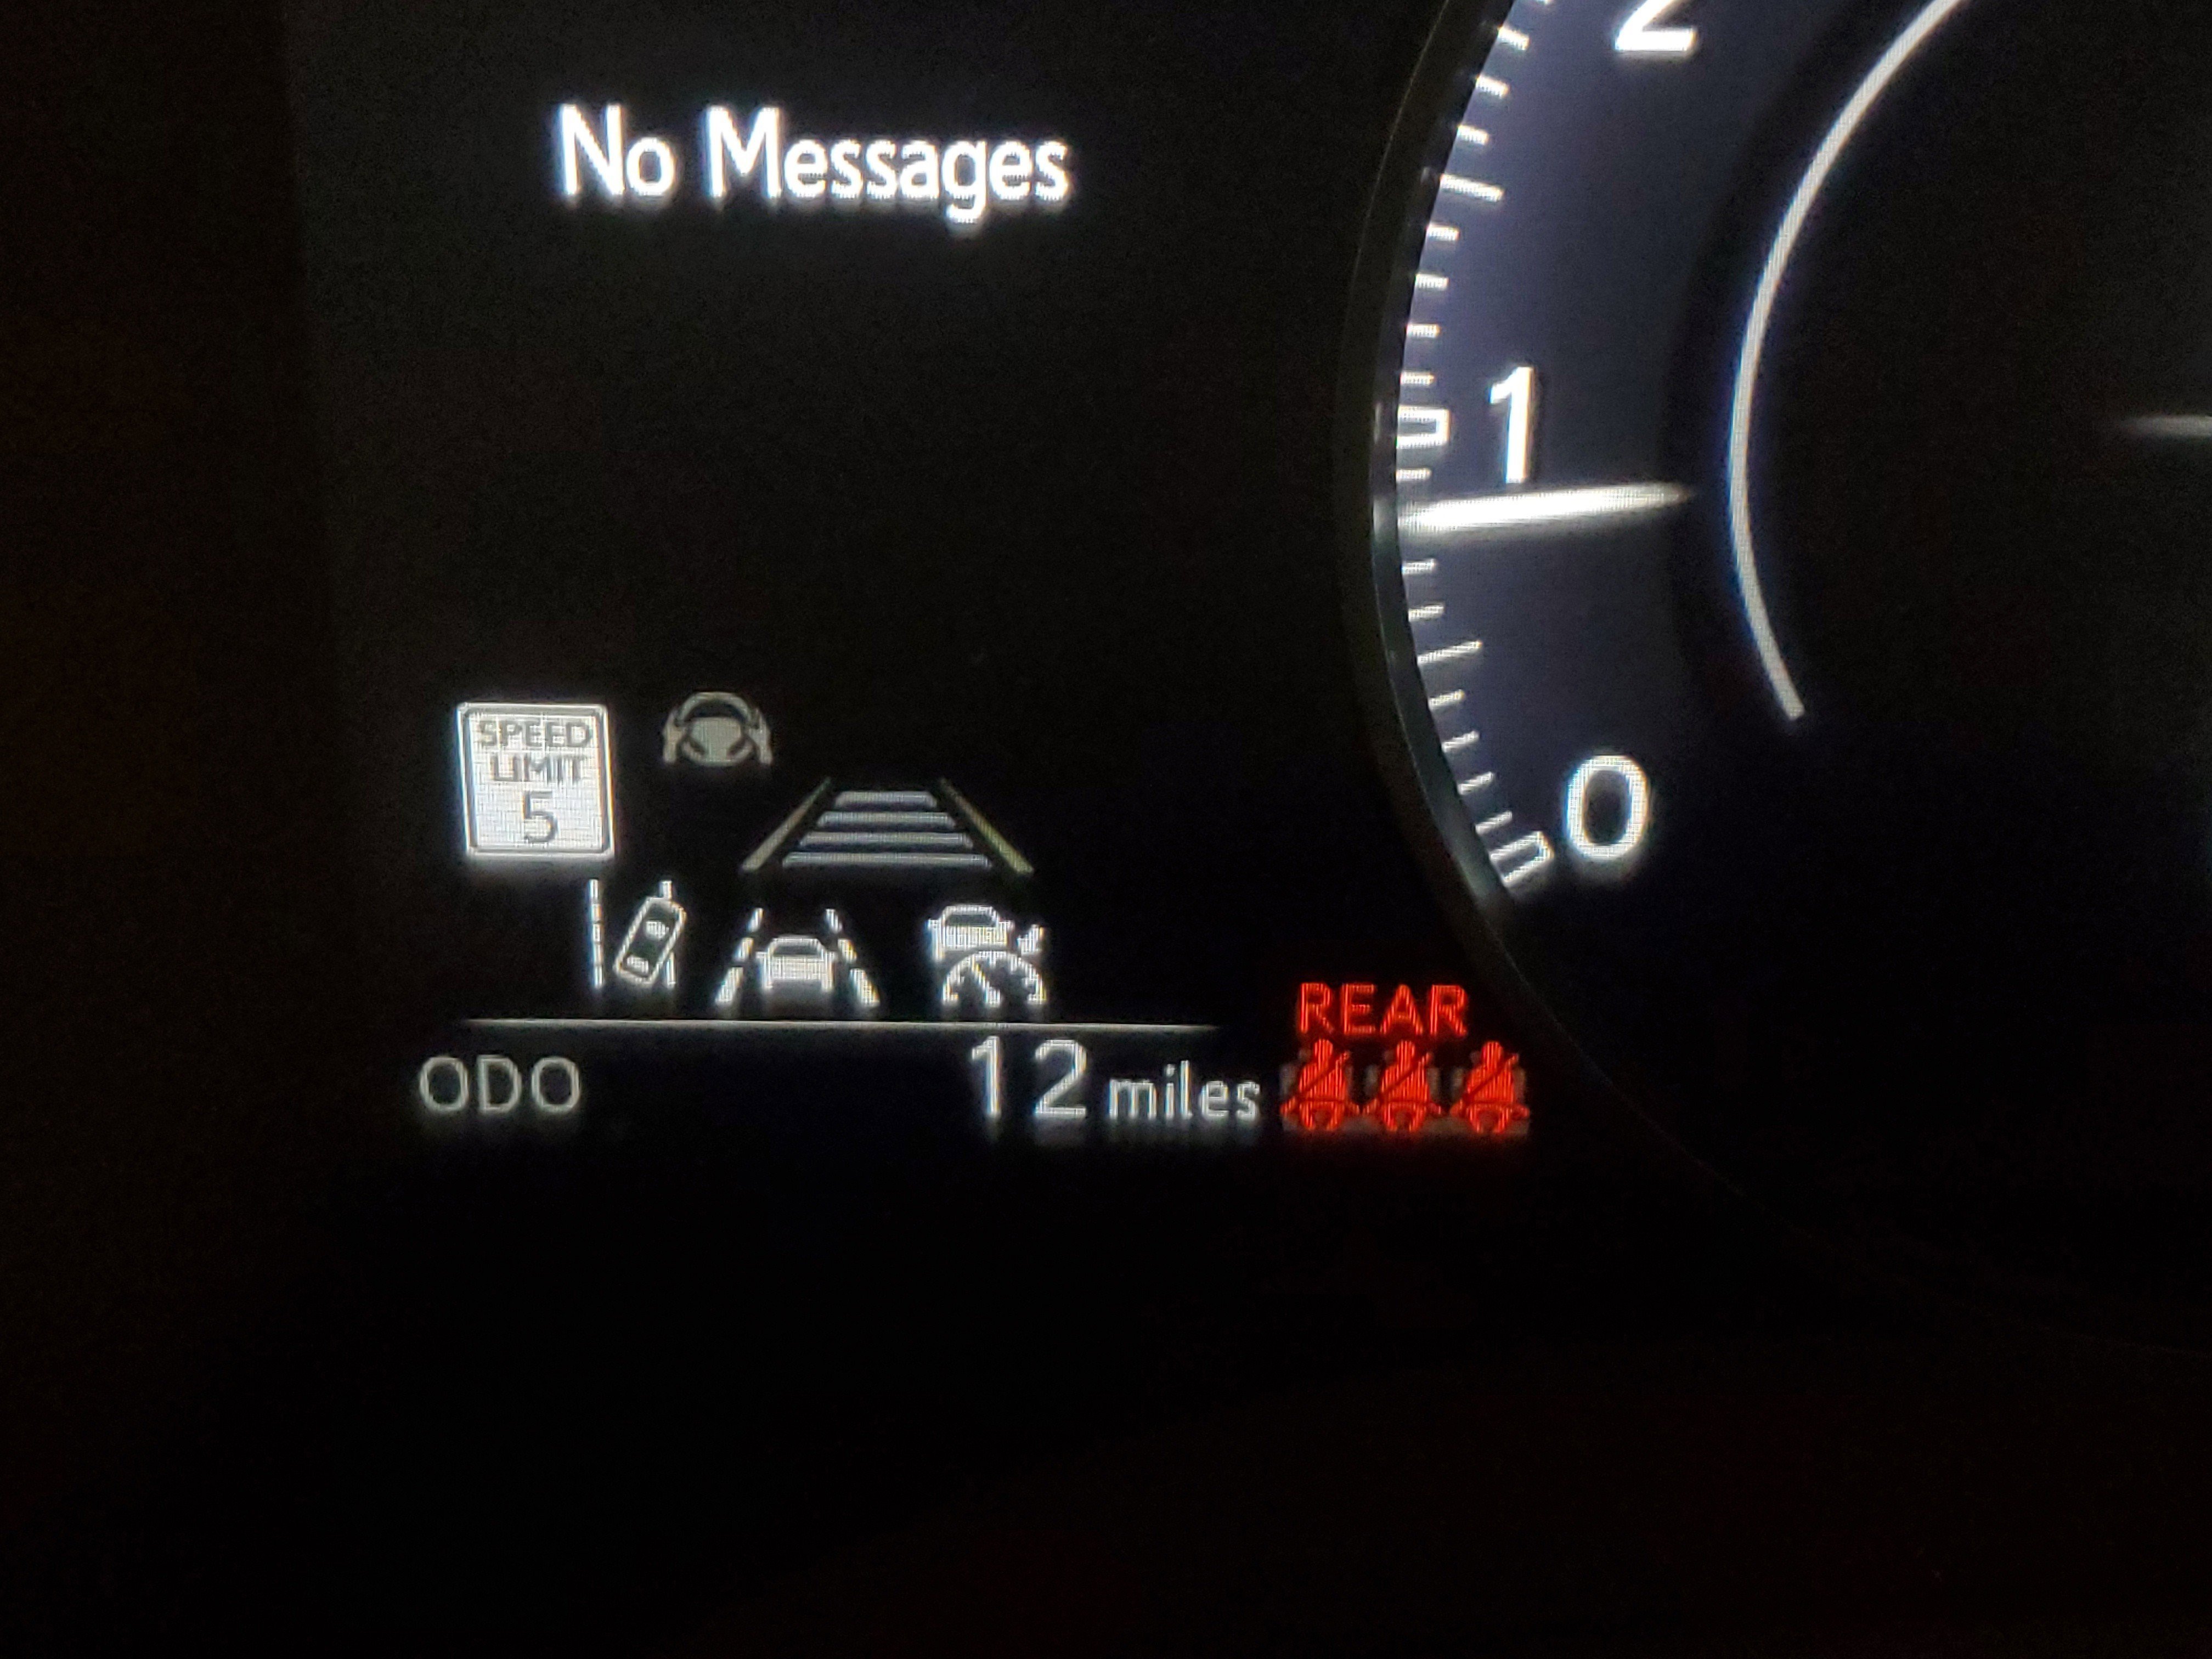 No Messages
2
1
0
SPEED
LIMIT
5
REAR
ODO 12 miles